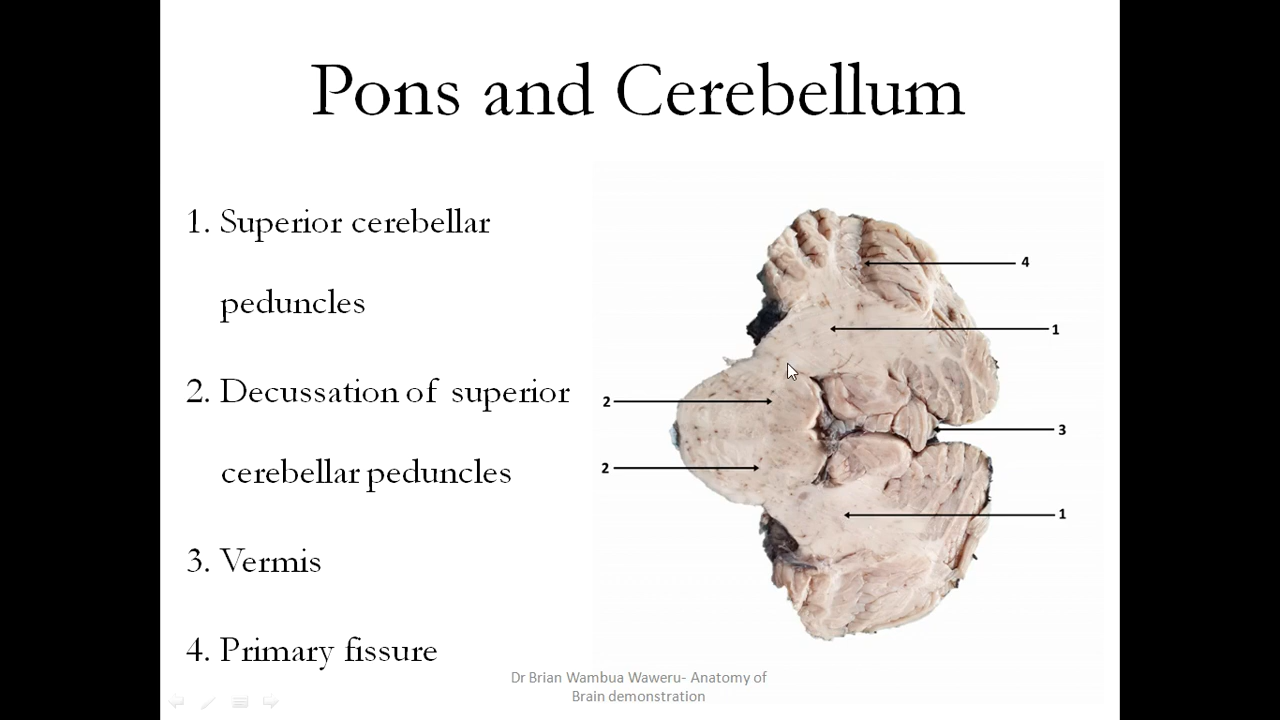 Pons and Cerebellum
1. Superior cerebellar
peduncles
2. Decussation of superior
cerebellar peduncles
3. Vermis
4. Primary fissure
4
1
2
3
2
1
Dr Brian Wambua Waweru- Anatomy of
Brain demonstration